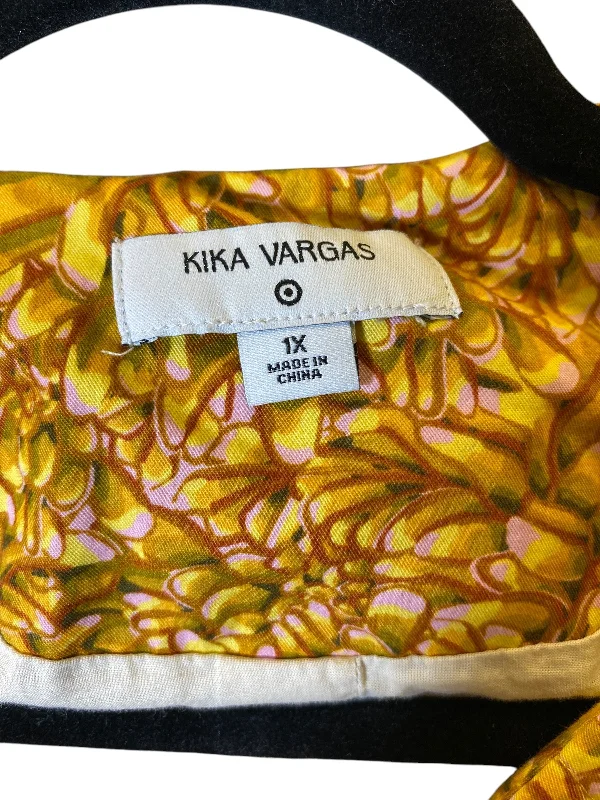 KIKA VARGAS
1X
MADE IN
CHINA